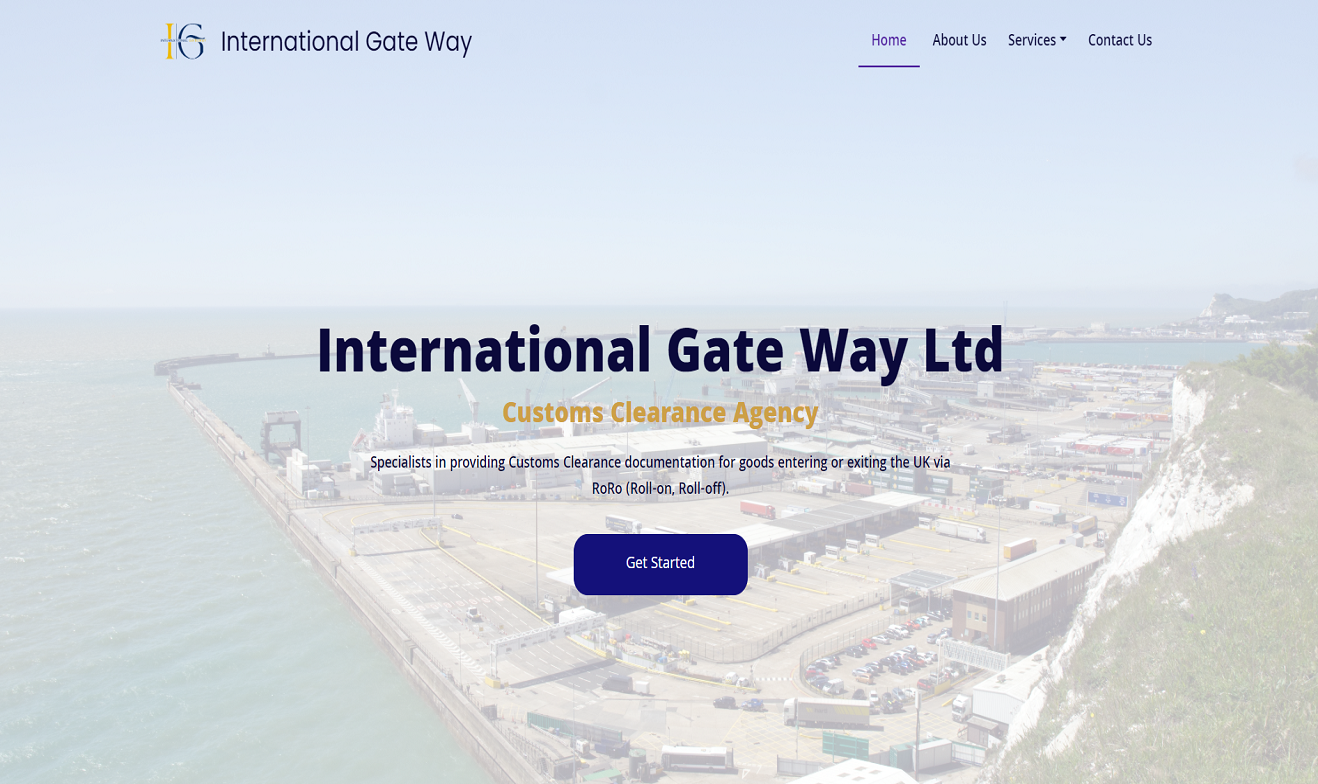 IG International Gate Way
Home About Us Services Contact Us
International Gate Way Ltd
Customs Clearance Agency
Specialists in providing Customs Clearance documentation for goods entering or exiting the UK via
RoRo (Roll-on, Roll-off).
Get Started